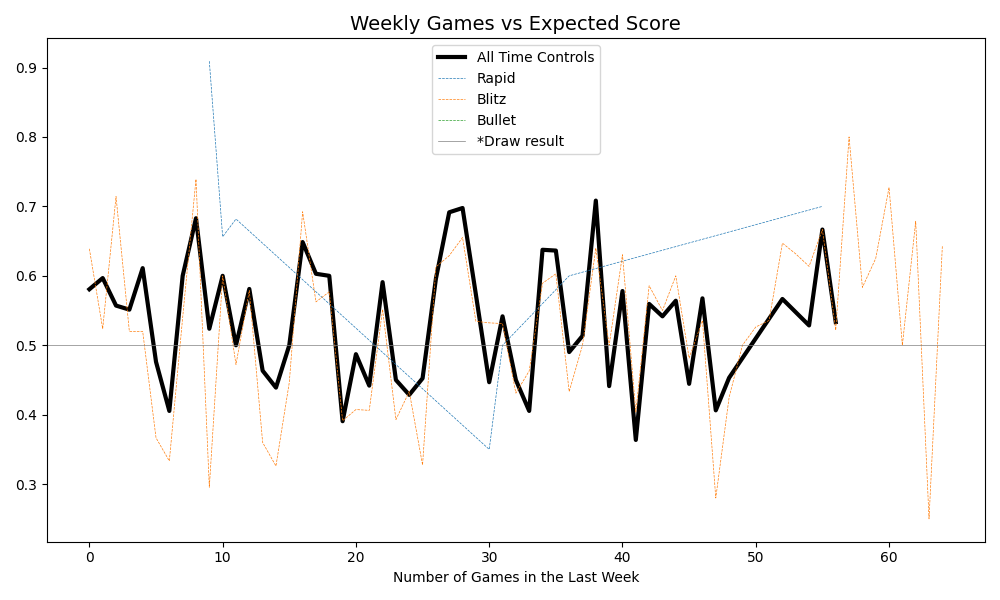 Weekly Games vs Expected Score
All Time Controls
Rapid
Blitz
Bullet
*Draw result
0.9
0.8
0.7
0.6
0.5
0.4
0.3
0 10 20 30 40 50 60
Number of Games in the Last Week